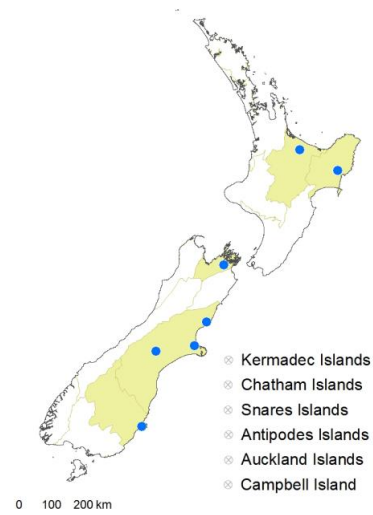 Kermadec Islands
Chatham Islands
Snares Islands
Antipodes Islands
Auckland Islands
Campbell Island
0 100 200 km